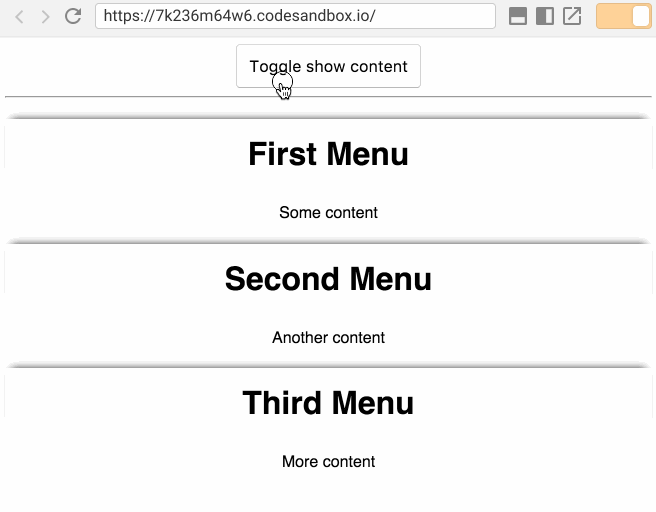 https://7k236m64w6.codesandbox.io/
Toggle show content
First Menu
Some content
Second Menu
Another content
Third Menu
More content